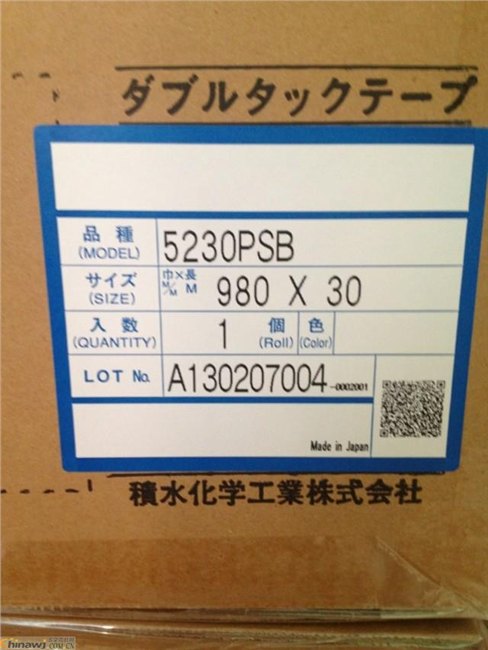 ダブルタックテープ
品種 (MODEL) 5230PSB
サイズ (SIZE) 巾×長 M/M M 980 X 30
入数 (QUANTITY) 1 個 (Roll) 色 (Color)
LOT No. A130207004-0002001
Made in Japan
積水化学工業株式会社